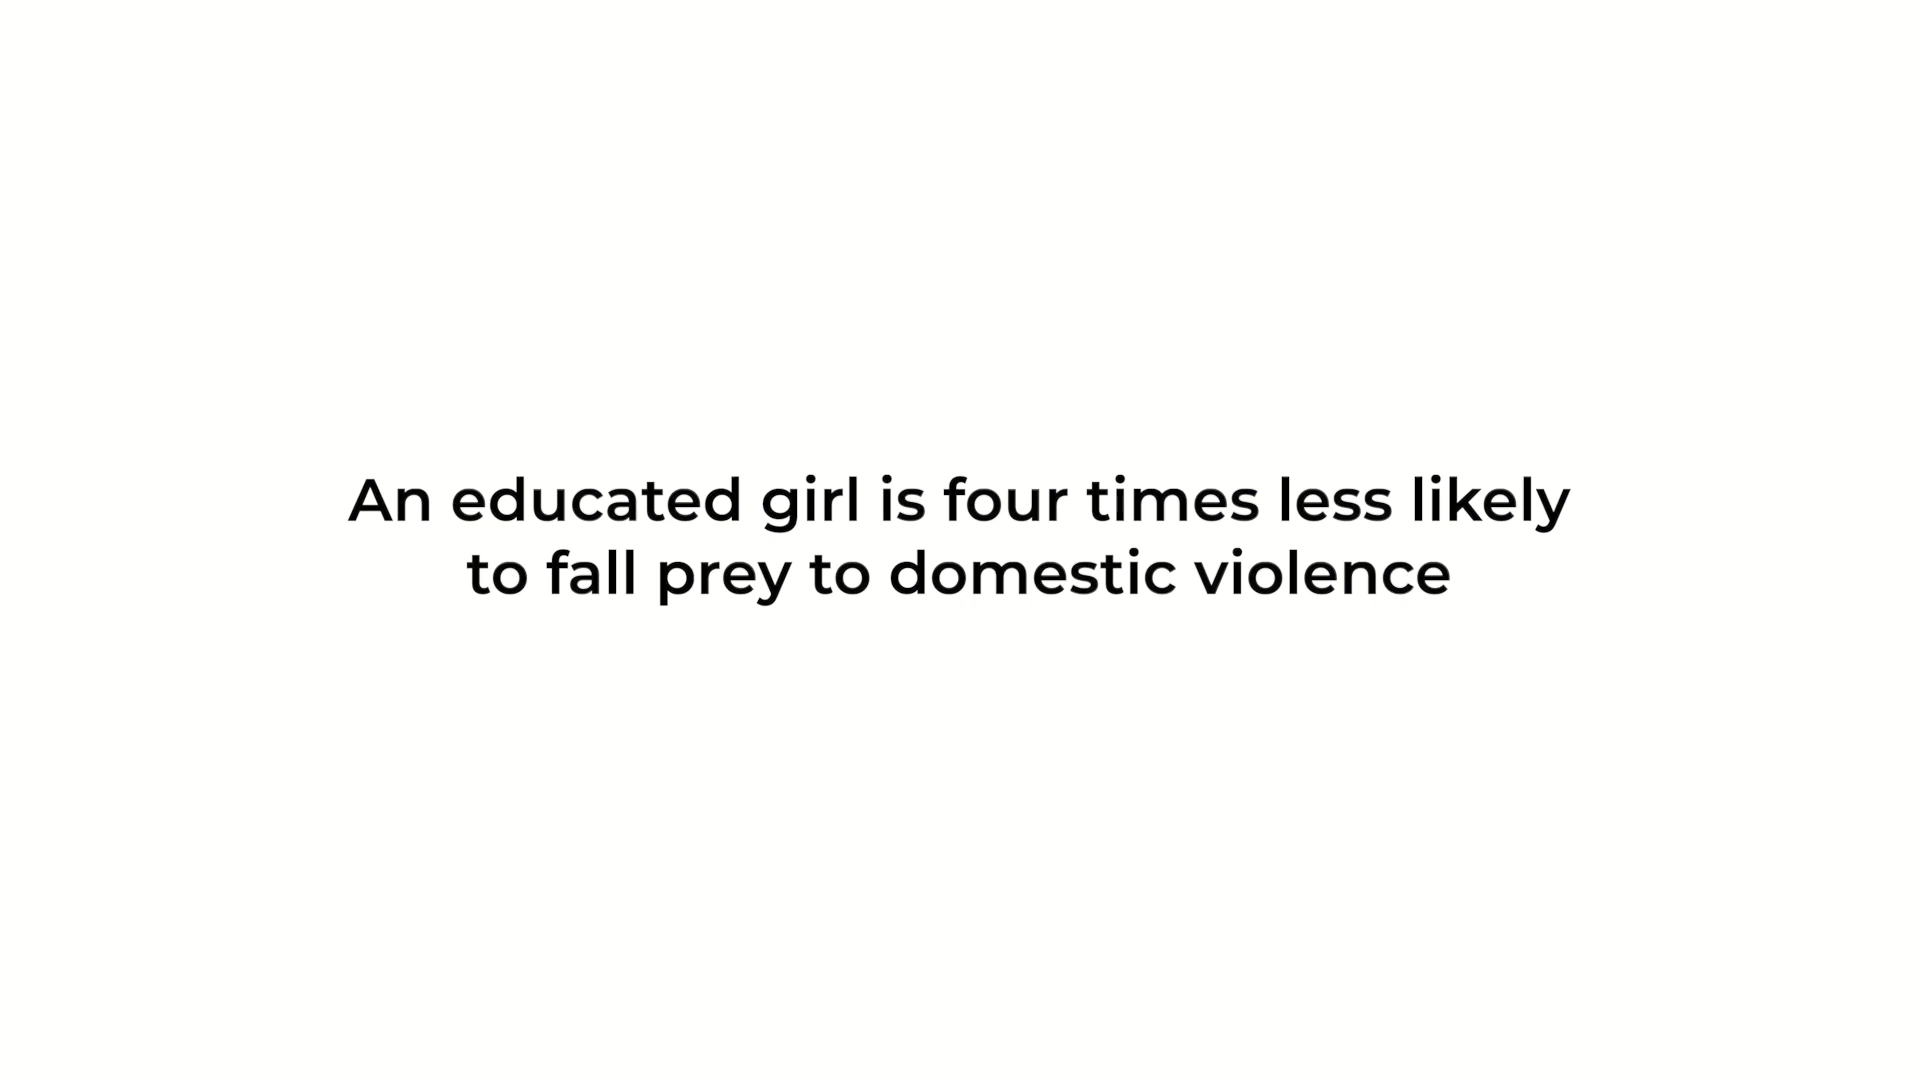 An educated girl is four times less likely
to fall prey to domestic violence